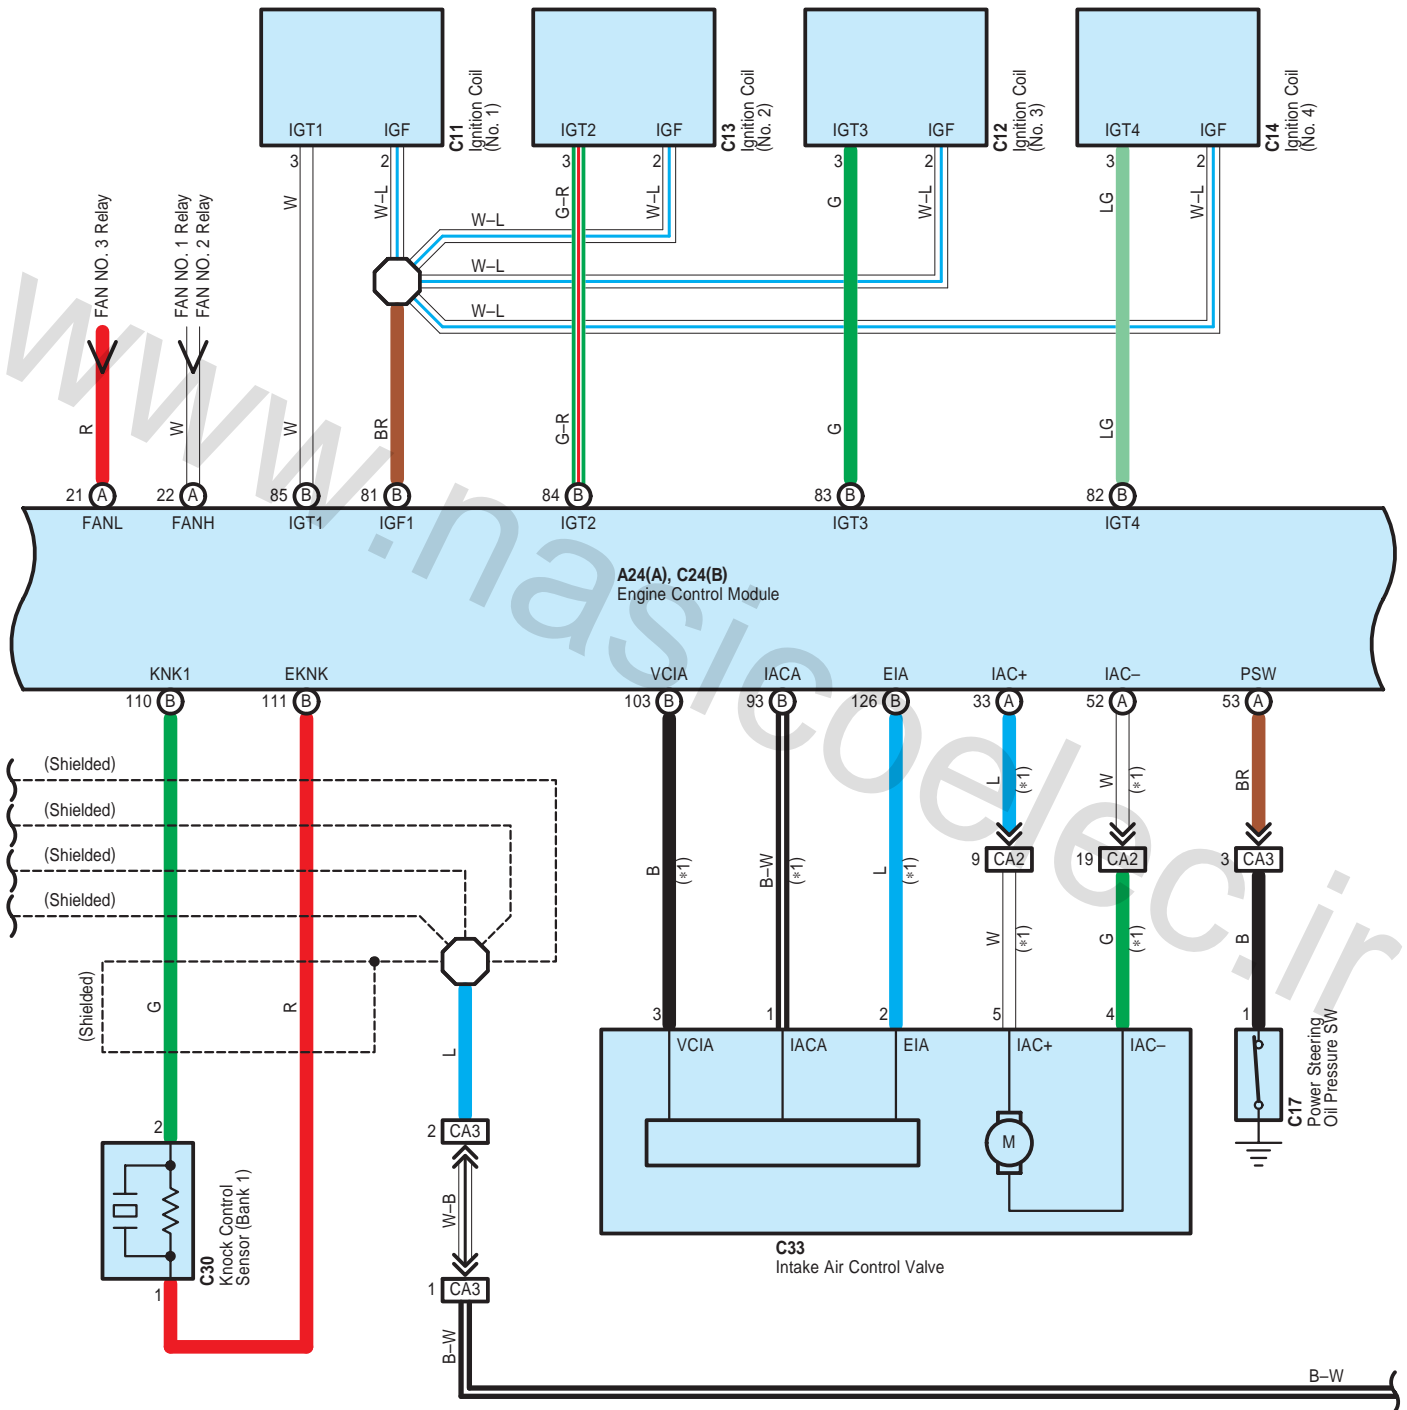 C11
Ignition Coil
(No. 1)
C13
Ignition Coil
(No. 2)
C12
Ignition Coil
(No. 3)
C14
Ignition Coil
(No. 4)
IGT1 IGF
IGT2 IGF
IGT3 IGF
IGT4 IGF
3 2 3 2 3 2 3 2
W W–L G–R W–L G W–L LG W–L
W–L
W–L
W–L
FAN NO. 3 Relay
FAN NO. 1 Relay
FAN NO. 2 Relay
R W W BR G–R G LG
21 A 22 A 85 B 81 B 84 B 83 B 82 B
FANL FANH IGT1 IGF1 IGT2 IGT3 IGT4
A24(A), C24(B)
Engine Control Module
KNK1 EKNK VCIA IACA EIA IAC+ IAC– PSW
110 B 111 B 103 B 93 B 126 B 33 A 52 A 53 A
(Shielded)
(Shielded)
(Shielded)
(Shielded)
(Shielded)
L (*1) W (*1) BR
9 CA2 19 CA2 3 CA3
B (*1) B–W (*1) L (*1) W (*1) G (*1) B
G R L
3 1 2 5 4 1
VCIA IACA EIA IAC+ IAC–
M
C17
Power Steering
Oil Pressure SW
2
2 CA3
W–B
1 CA3
B–W
C30
Knock Control
Sensor (Bank 1)
1
C33
Intake Air Control Valve
B–W
www.nasicoelec.ir